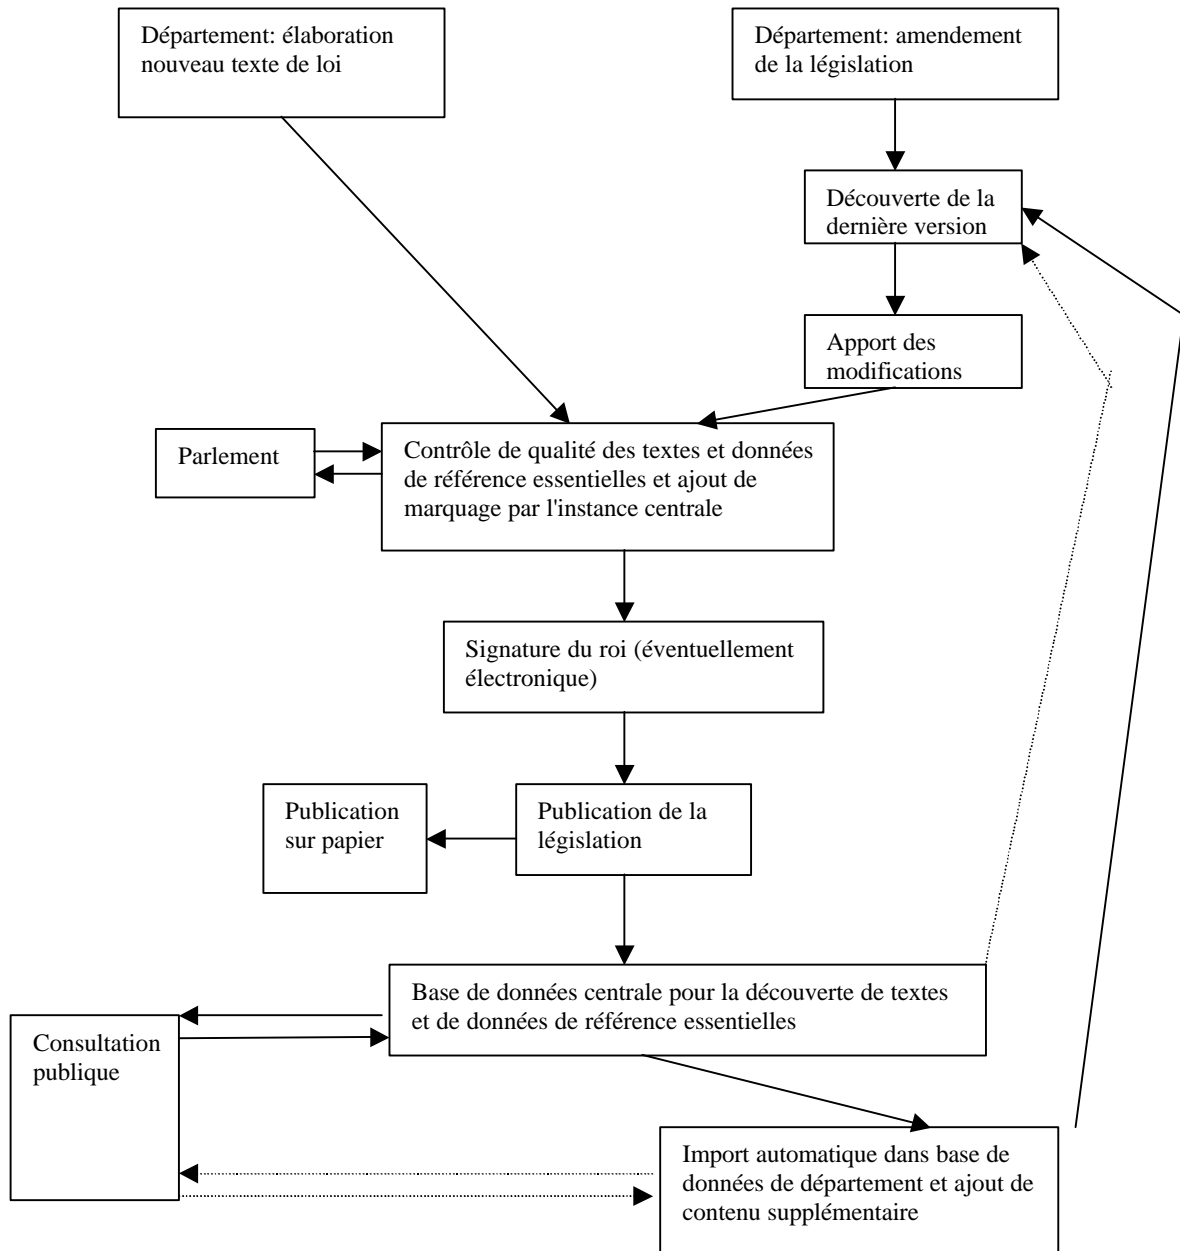 Département: élaboration
nouveau texte de loi
Département: amendement
de la législation
Découverte de la
dernière version
Apport des
modifications
Parlement
Contrôle de qualité des textes et données
de référence essentielles et ajout de
marquage par l'instance centrale
Signature du roi (éventuellement
électronique)
Publication
sur papier
Publication de la
législation
Base de données centrale pour la découverte de textes
et de données de référence essentielles
Consultation
publique
Import automatique dans base de
données de département et ajout de
contenu supplémentaire